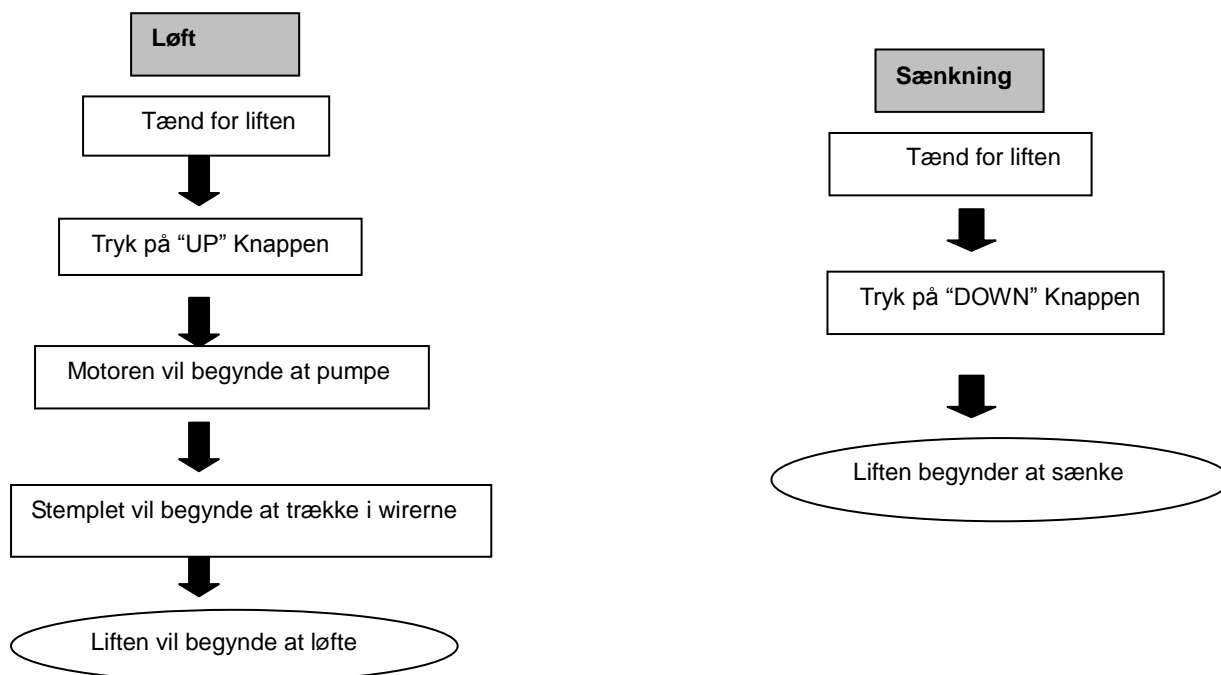 Løft
Tænd for liften
Tryk på “UP” Knappen
Motoren vil begynde at pumpe
Stemplet vil begynde at trække i wirerne
Liften vil begynde at løfte
Sænkning
Tænd for liften
Tryk på “DOWN” Knappen
Liften begynder at sænke